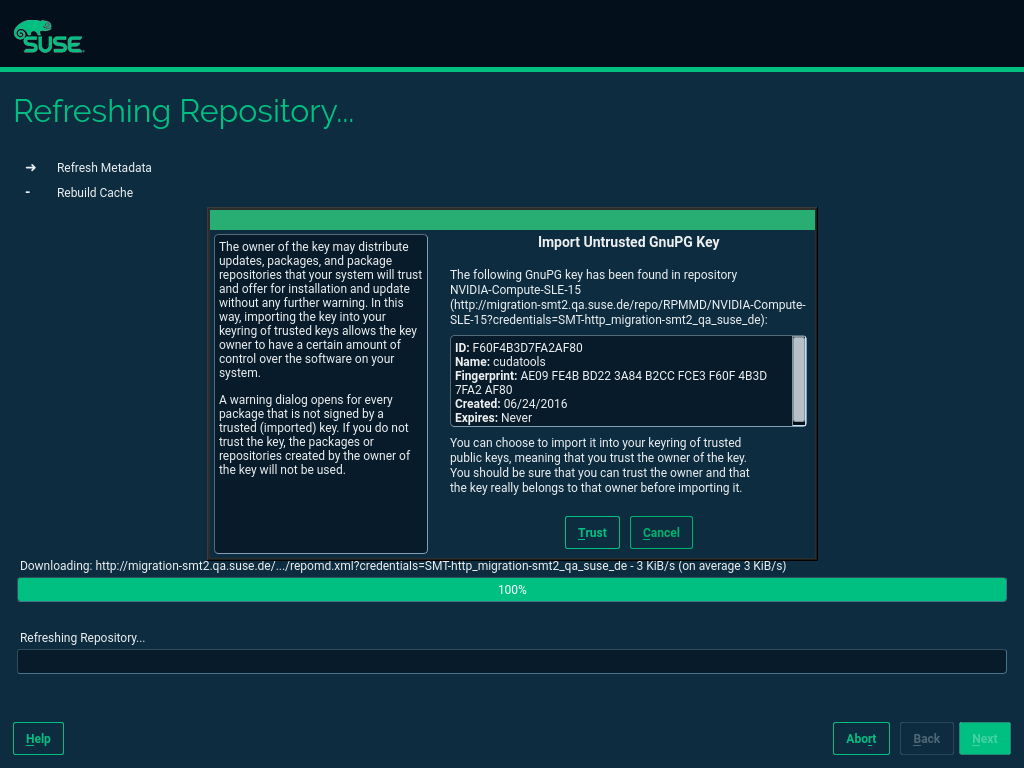 SUSE
Refreshing Repository...
➔ Refresh Metadata
- Rebuild Cache
The owner of the key may distribute
updates, packages, and package
repositories that your system will trust
and offer for installation and update
without any further warning. In this
way, importing the key into your
keyring of trusted keys allows the key
owner to have a certain amount of
control over the software on your
system.
A warning dialog opens for every
package that is not signed by a
trusted (imported) key. If you do not
trust the key, the packages or
repositories created by the owner of
the key will not be used.
Import Untrusted GnuPG Key
The following GnuPG key has been found in repository
NVIDIA-Compute-SLE-15
(http://migration-smt2.qa.suse.de/repo/RPMMD/NVIDIA-Compute-
SLE-15?credentials=SMT-http_migration-smt2_qa_suse_de):
ID: F60F4B3D7FA2AF80
Name: cudatools
Fingerprint: AE09 FE4B BD22 3A84 B2CC FCE3 F60F 4B3D
7FA2 AF80
Created: 06/24/2016
Expires: Never
You can choose to import it into your keyring of trusted
public keys, meaning that you trust the owner of the key.
You should be sure that you can trust the owner and that
the key really belongs to that owner before importing it.
Trust Cancel
Downloading: http://migration-smt2.qa.suse.de/.../repomd.xml?credentials=SMT-http_migration-smt2_qa_suse_de - 3 KiB/s (on average 3 KiB/s)
100%
Refreshing Repository...
Help Abort Back Next